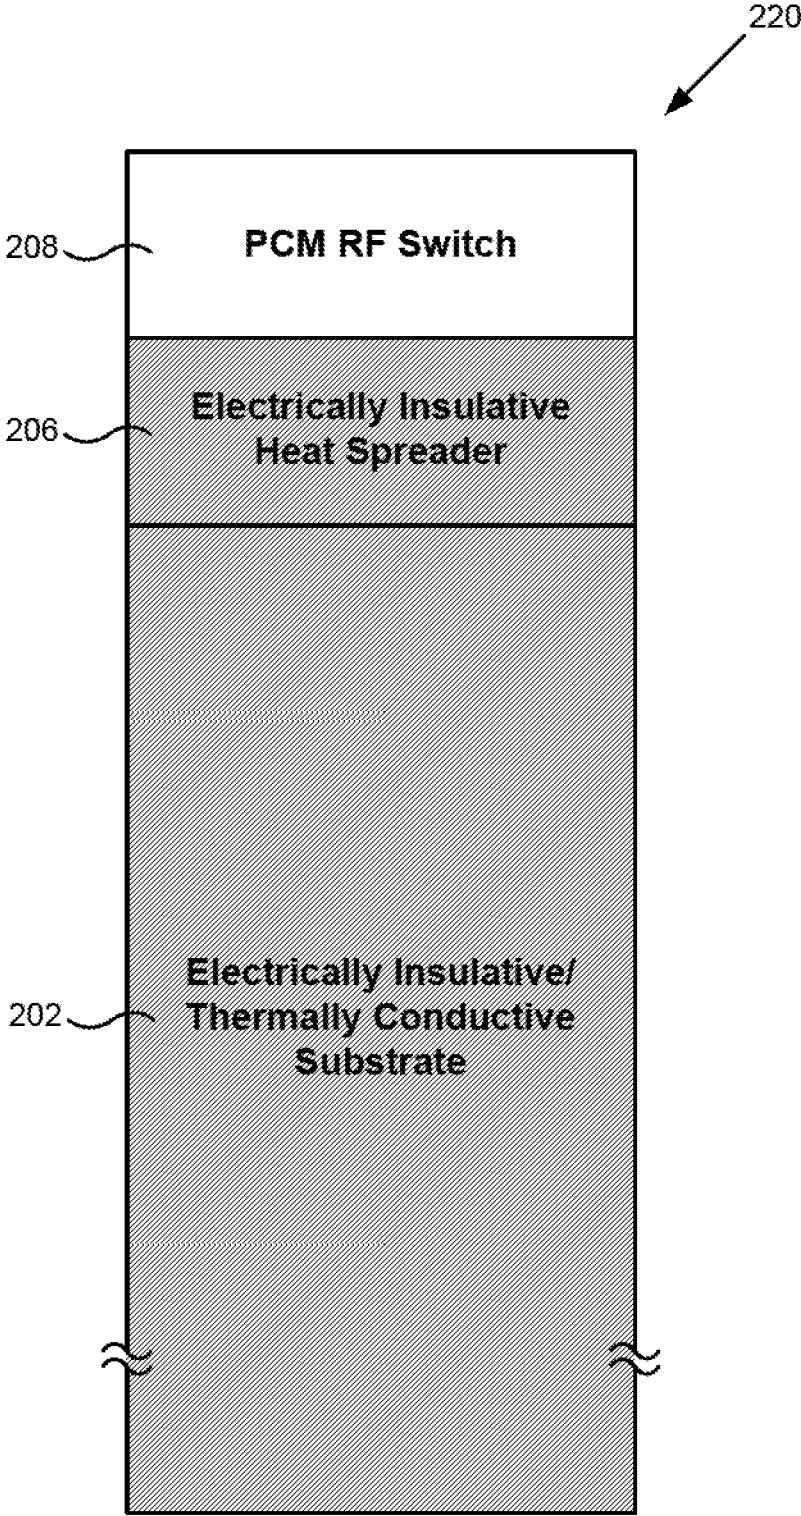 220
208
PCM RF Switch
206
Electrically Insulative
Heat Spreader
202
Electrically Insulative/
Thermally Conductive
Substrate